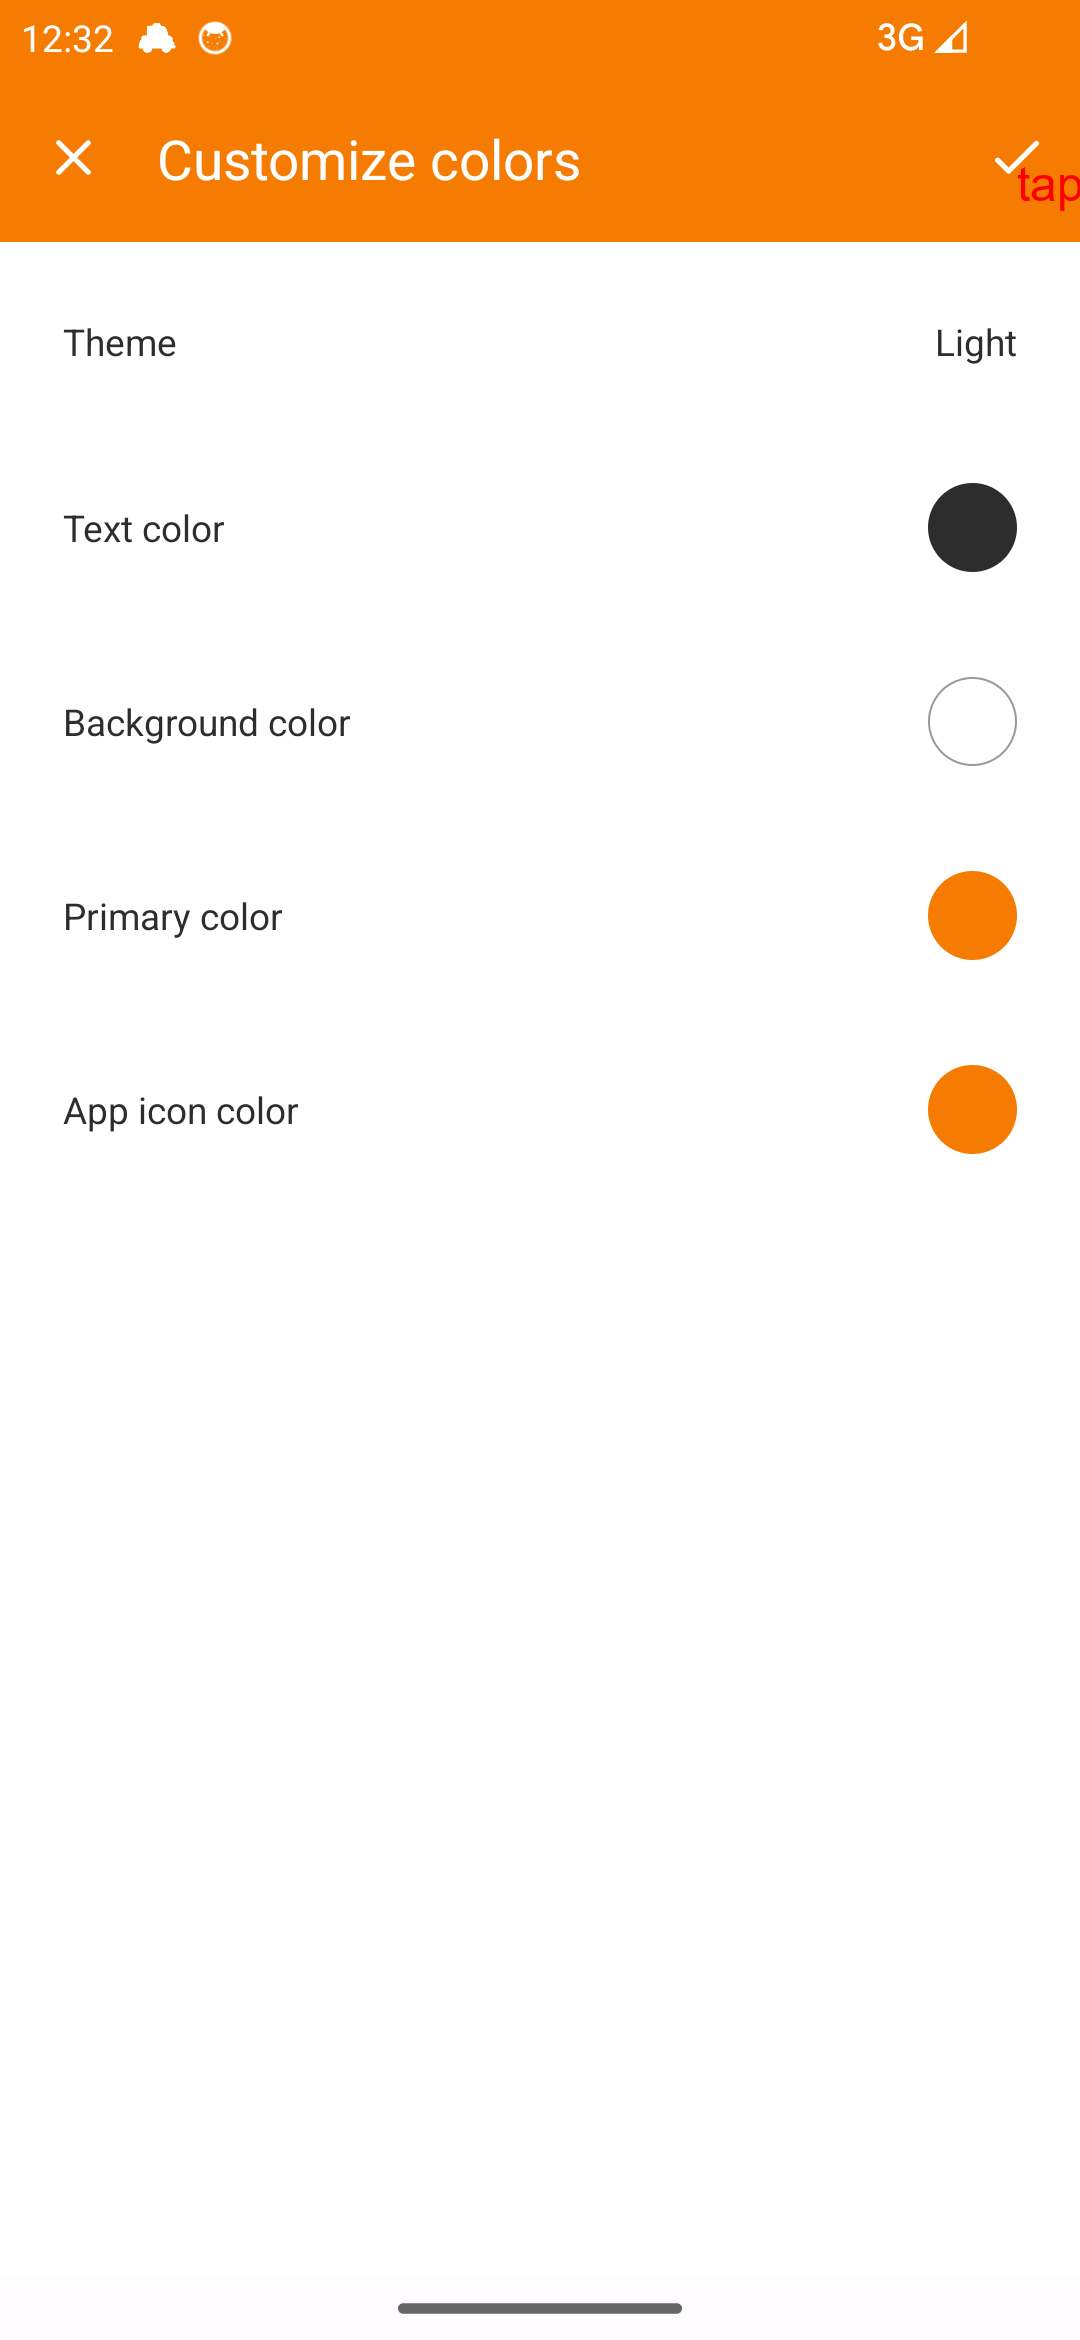 12:32 3G
Customize colors
tap
Theme Light
Text color
Background color
Primary color
App icon color